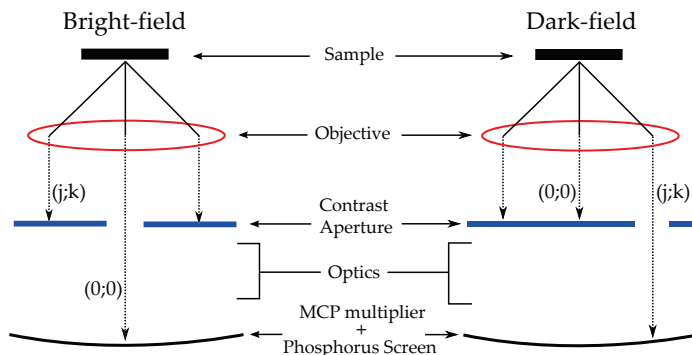 Bright-field
Dark-field
Sample
Objective
(j;k)
(0;0)
(j;k)
Contrast
Aperture
Optics
(0;0)
MCP multiplier
+
Phosphorus Screen